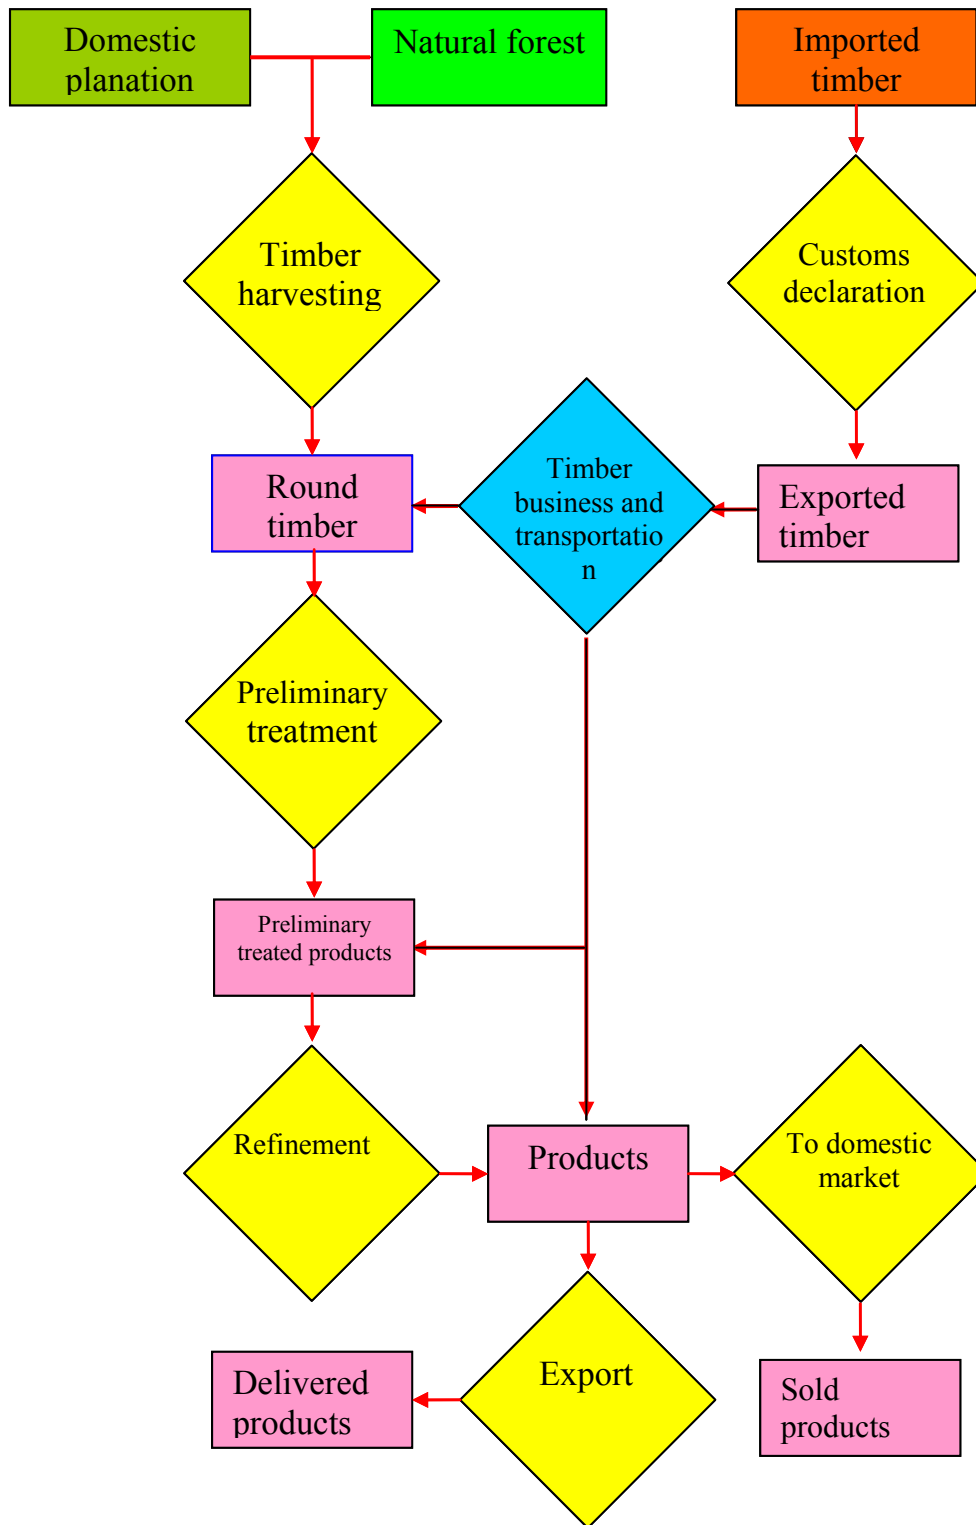 Domestic
planation
Natural forest
Imported
timber
Timber
harvesting
Customs
declaration
Round
timber
Timber
business and
transportatio
n
Exported
timber
Preliminary
treatment
Preliminary
treated products
Refinement
Products
To domestic
market
Delivered
products
Export
Sold
products